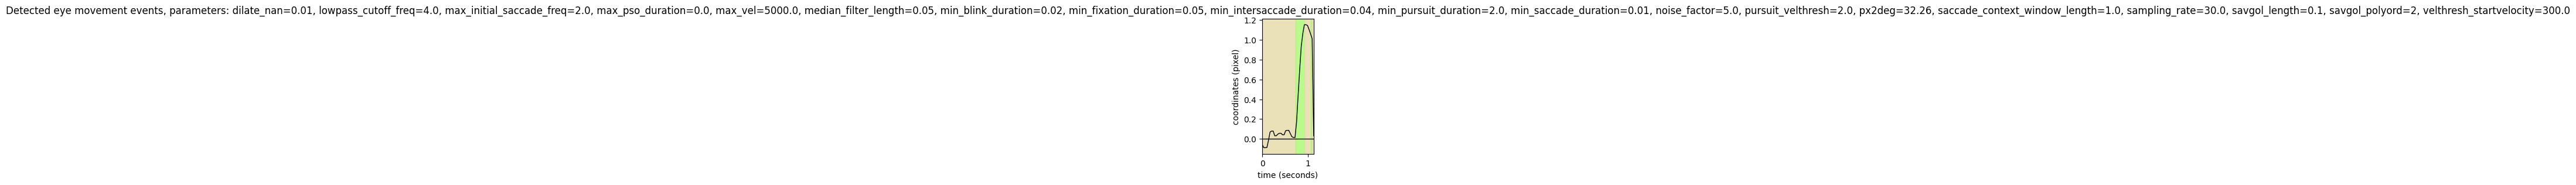 Detected eye movement events, parameters: dilate_nan=0.01, lowpass_cutoff_freq=4.0, max_initial_saccade_freq=2.0, max_pso_duration=0.0, max_vel=5000.0, median_filter_length=0.05, min_blink_duration=0.02, min_fixation_duration=0.05, min_intersaccade_duration=0.04, min_pursuit_duration=2.0, min_saccade_duration=0.01, noise_factor=5.0, pursuit_velthresh=2.0, px2deg=32.26, saccade_context_window_length=1.0, sampling_rate=30.0, savgol_length=0.1, savgol_polyord=2, velthresh_startvelocity=300.0
1.2
1.0
0.8
0.6
0.4
0.2
0.0
coordinates (pixel)
0 1
time (seconds)